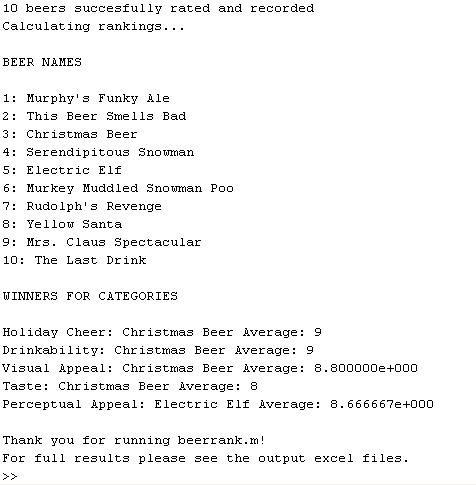 10 beers succesfully rated and recorded
Calculating rankings...
BEER NAMES
1: Murphy's Funky Ale
2: This Beer Smells Bad
3: Christmas Beer
4: Serendipitous Snowman
5: Electric Elf
6: Murkey Muddled Snowman Poo
7: Rudolph's Revenge
8: Yellow Santa
9: Mrs. Claus Spectacular
10: The Last Drink
WINNERS FOR CATEGORIES
Holiday Cheer: Christmas Beer Average: 9
Drinkability: Christmas Beer Average: 9
Visual Appeal: Christmas Beer Average: 8.800000e+000
Taste: Christmas Beer Average: 8
Perceptual Appeal: Electric Elf Average: 8.666667e+000
Thank you for running beerrank.m!
For full results please see the output excel files.
>>